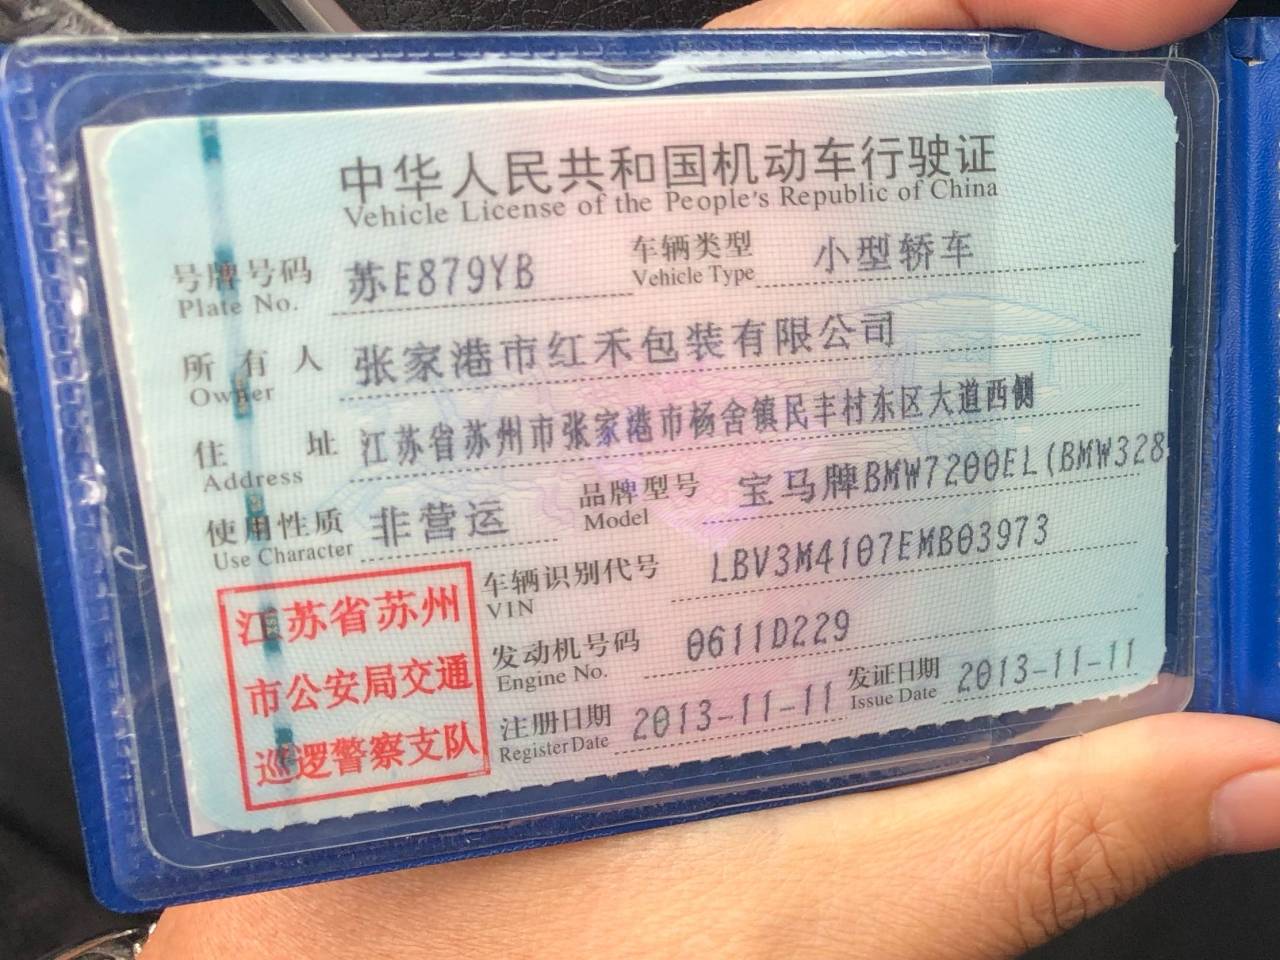 中华人民共和国机动车行驶证
Vehicle License of the People's Republic of China
号牌号码 苏E879YB 车辆类型 小型轿车
Plate No. Vehicle Type
所有人 张家港市红禾包装有限公司
Owner
住址 江苏省苏州市张家港市杨舍镇民丰村东区大道西侧
Address
使用性质 非营运 品牌型号 宝马牌BMW7200EL(BMW328
Use Character Model
车辆识别代号 LBV3M4107EMB03973
VIN
发动机号码 0611D229
Engine No.
注册日期 2013-11-11 发证日期 2013-11-11
Register Date Issue Date
江苏省苏州
市公安局交通
巡逻警察支队